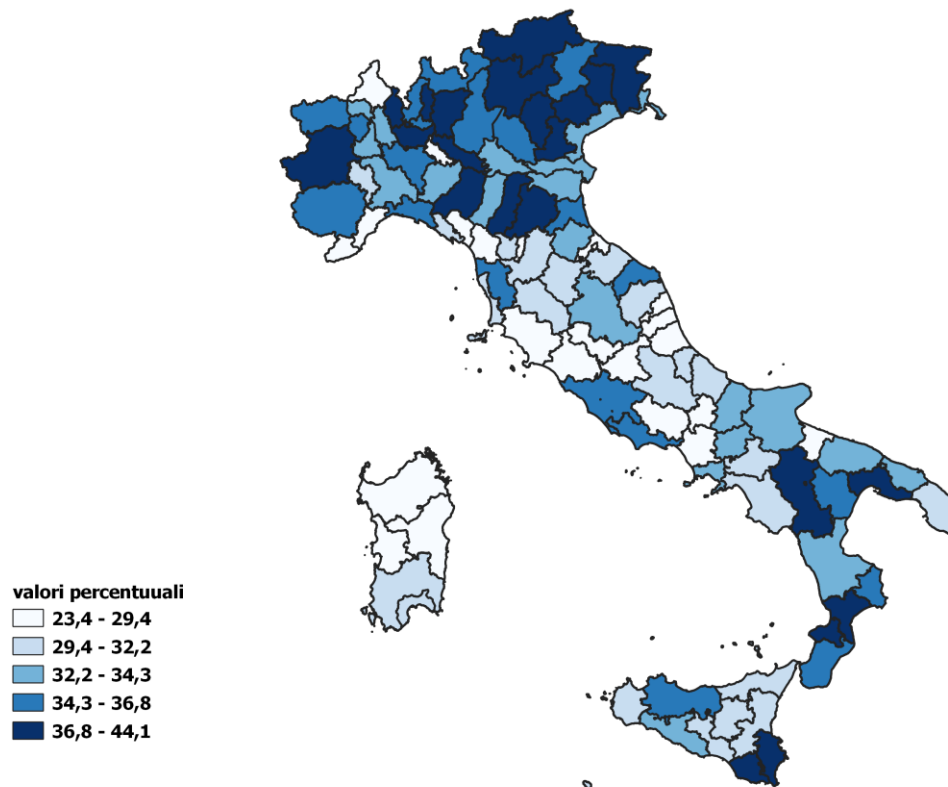 valori percentuuali
23,4 - 29,4
29,4 - 32,2
32,2 - 34,3
34,3 - 36,8
36,8 - 44,1